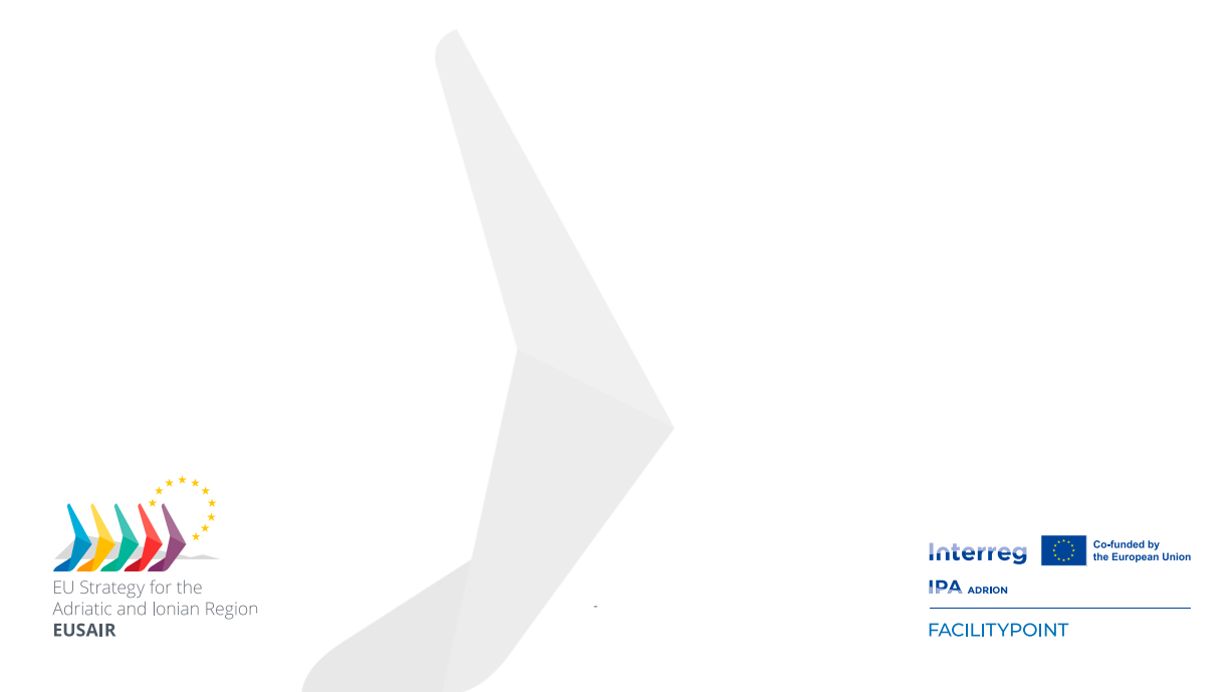 EU Strategy for the
Adriatic and Ionian Region
EUSAIR
-
Interreg
Co-funded by
the European Union
IPA ADRION
FACILITYPOINT